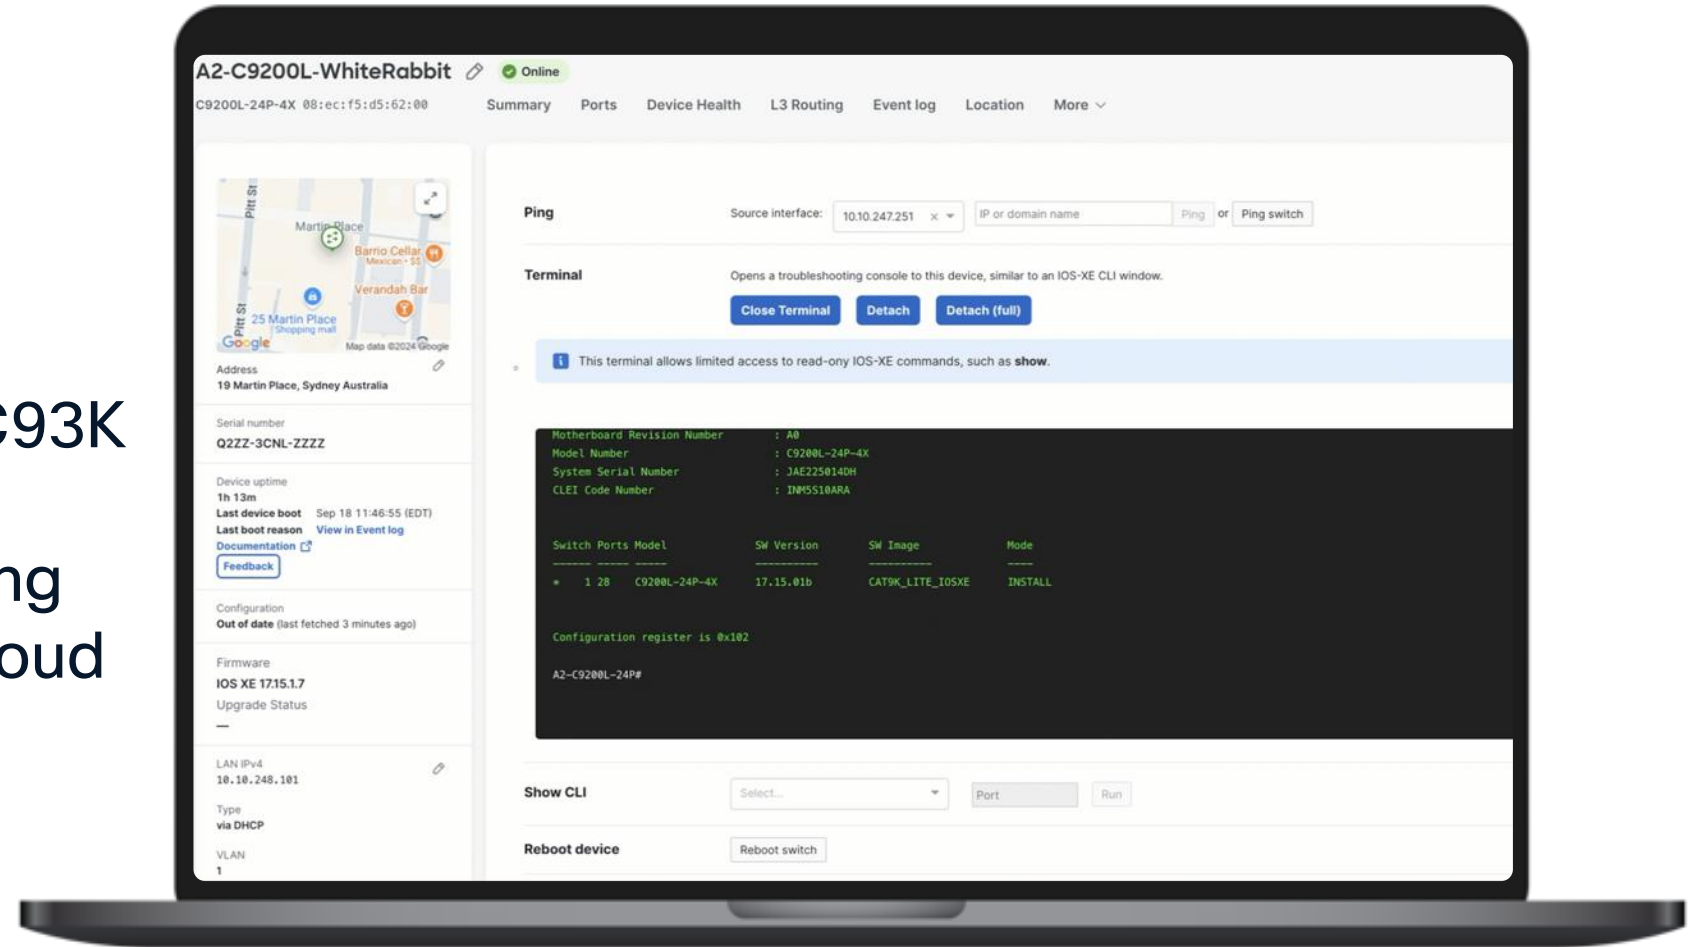 C93K
ng
oud
A2-C9200L-WhiteRabbit Online
C9200L-24P-4X 08:ec:f5:d5:62:00 Summary Ports Device Health L3 Routing Event log Location More
Pitt St
Martin Place
Barrio Cellar
Mexican • $$
Verandah Bar
Pitt St
25 Martin Place
Shopping mall
Google Map data ©2024 Google
Address
19 Martin Place, Sydney Australia
Serial number
Q2ZZ-3CNL-ZZZZ
Device uptime
1h 13m
Last device boot Sep 18 11:46:55 (EDT)
Last boot reason View in Event log
Documentation
Feedback
Configuration
Out of date (last fetched 3 minutes ago)
Firmware
IOS XE 17.15.1.7
Upgrade Status
—
LAN IPv4
10.10.248.101
Type
via DHCP
VLAN
1
Ping Source interface: 10.10.247.251 × IP or domain name Ping or Ping switch
Terminal Opens a troubleshooting console to this device, similar to an IOS-XE CLI window.
Close Terminal Detach Detach (full)
i This terminal allows limited access to read-ony IOS-XE commands, such as show.
Motherboard Revision Number : A0
Model Number : C9200L-24P-4X
System Serial Number : JAE225014DH
CLEI Code Number : INM5S10ARA
Switch Ports Model SW Version SW Image Mode
------ ----- ----- ---------- ---------- ----
* 1 28 C9200L-24P-4X 17.15.01b CAT9K_LITE_IOSXE INSTALL
Configuration register is 0x102
A2-C9200L-24P#
Show CLI Select... Port Run
Reboot device Reboot switch